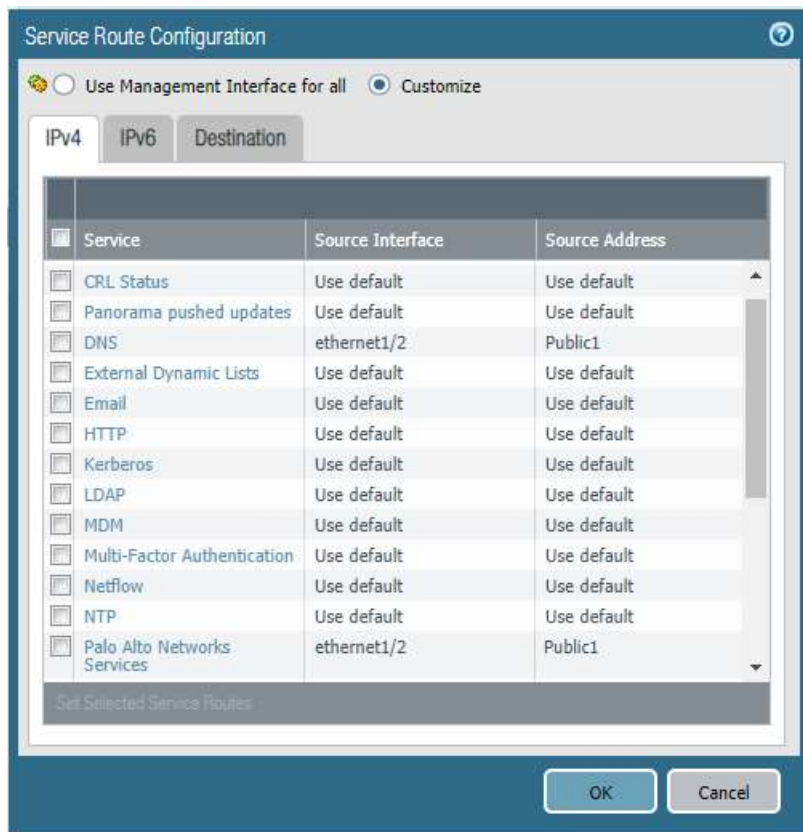 Service Route Configuration
Use Management Interface for all Customize
IPv4 IPv6 Destination
Service Source Interface Source Address
CRL Status Use default Use default
Panorama pushed updates Use default Use default
DNS ethernet1/2 Public1
External Dynamic Lists Use default Use default
Email Use default Use default
HTTP Use default Use default
Kerberos Use default Use default
LDAP Use default Use default
MDM Use default Use default
Multi-Factor Authentication Use default Use default
Netflow Use default Use default
NTP Use default Use default
Palo Alto Networks ethernet1/2 Public1
Services
Set Selected Service Routes
OK Cancel